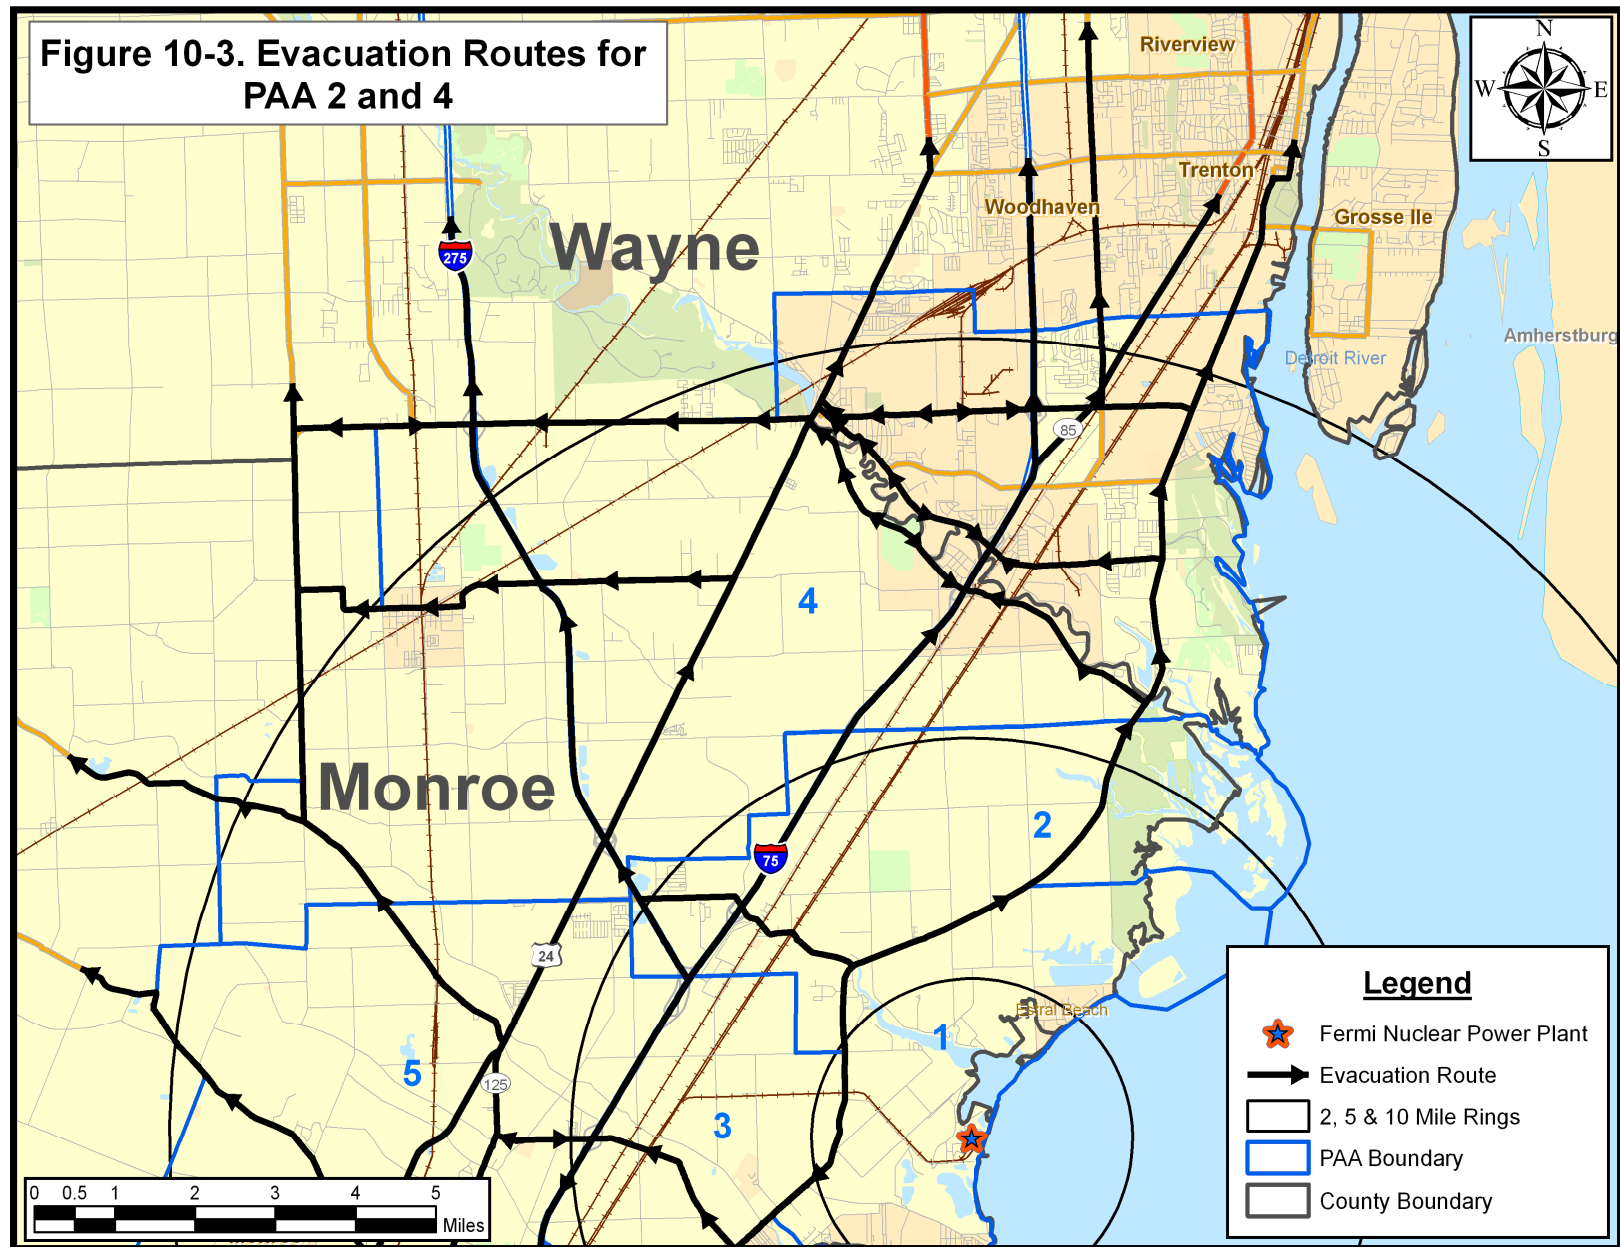 Figure 10-3. Evacuation Routes for
PAA 2 and 4
Riverview
N
W E
S
Trenton
Woodhaven
Grosse Ile
Wayne
275
Amherstburg
Detroit River
85
4
Monroe
2
75
24
Estral Beach
1
5
125
3
Legend
Fermi Nuclear Power Plant
Evacuation Route
2, 5 & 10 Mile Rings
PAA Boundary
County Boundary
0 0.5 1 2 3 4 5
Miles